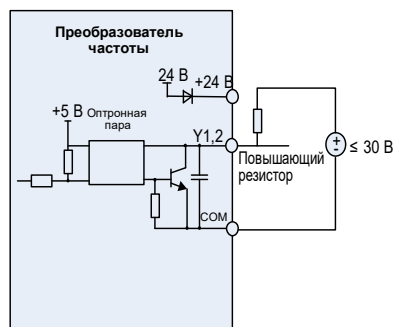 Преобразователь
частоты
24 В
+24 В
+5 В Оптронная
пара
Y1,2
Повышающий
резистор
+
-
≤ 30 В
COM